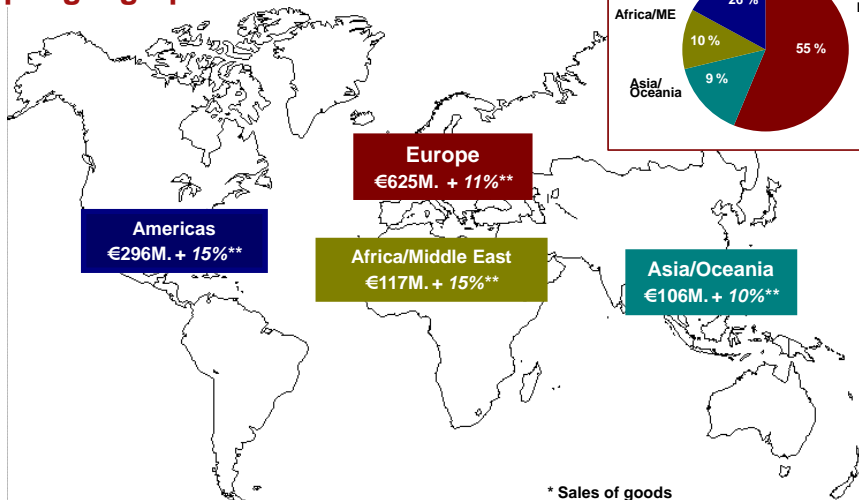 26 %
Africa/ME
10 %
55 %
Asia/
Oceania
9 %
Europe
€625M. + 11%**
Americas
€296M. + 15%**
Africa/Middle East
€117M. + 15%**
Asia/Oceania
€106M. + 10%**
* Sales of goods